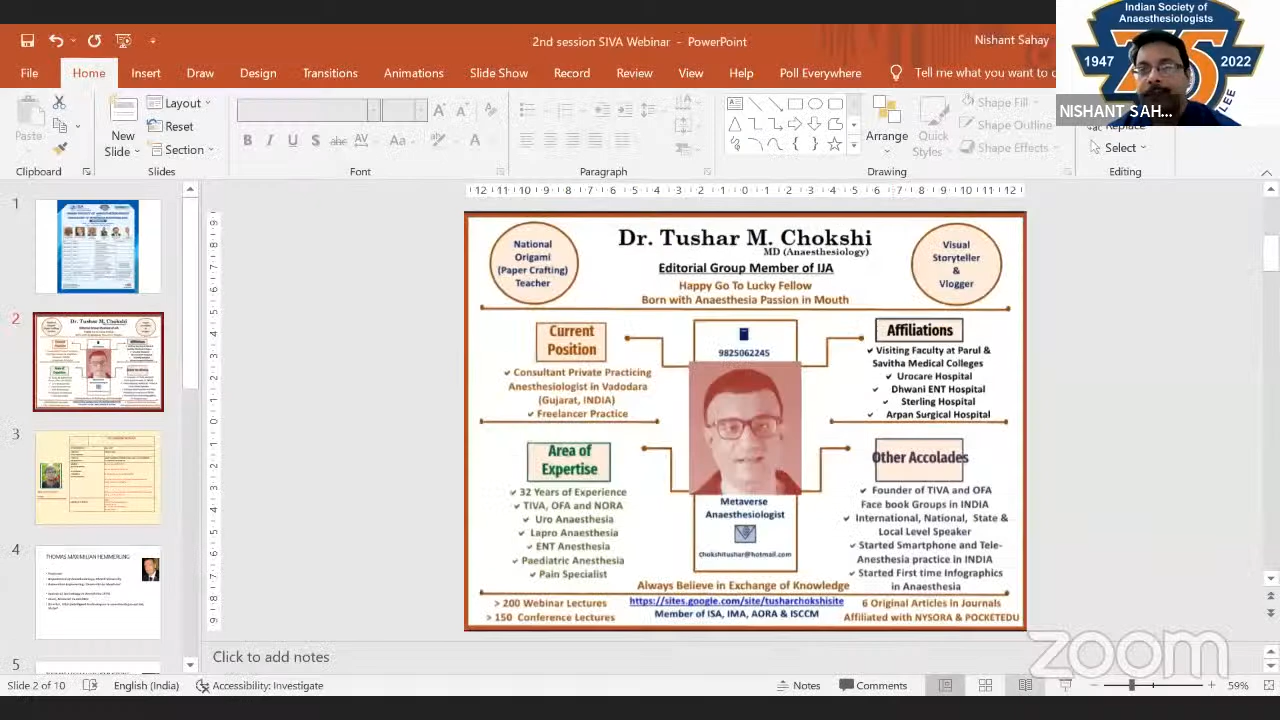 Indian Society of
Anaesthesiologists
75
1947
2022
NISHANT SAH...
2nd session SIVA Webinar - PowerPoint
Nishant Sahay
File
Home
Insert
Draw
Design
Transitions
Animations
Slide Show
Record
Review
View
Help
Poll Everywhere
Tell me what you want to
Paste
New
Slide
Layout
Reset
Section
B I U S abc AV Aa A
Arrange
Quick
Styles
Shape Fill
Shape Outline
Shape Effects
Replace
Select
Clipboard
Slides
Font
Paragraph
Drawing
Editing
1
2
3
4
THOMAS MAXIMILIAN HEMMERLING
5
National
Origami
(Paper Crafting)
Teacher
Dr. Tushar M. Chokshi
MD (Anaesthesiology)
Editorial Group Member of IJA
Happy Go To Lucky Fellow
Born with Anaesthesia Passion in Mouth
Visual
Storyteller
&
Vlogger
Current
Position
✓ Consultant Private Practicing
Anesthesiologist in Vadodara
(Gujarat, INDIA)
✓ Freelancer Practice
9825062245
Affiliations
✓ Visiting Faculty at Parul &
Savitha Medical Colleges
✓ Urocare Hospital
✓ Dhwani ENT Hospital
✓ Sterling Hospital
✓ Arpan Surgical Hospital
Area of
Expertise
✓ 32 Years of Experience
✓ TIVA, OFA and NORA
✓ Uro Anaesthesia
✓ Lapro Anaesthesia
✓ ENT Anesthesia
✓ Paediatric Anesthesia
✓ Pain Specialist
Metaverse
Anaesthesiologist
chokshitushar@hotmail.com
Other Accolades
✓ Founder of TIVA and OFA
Face book Groups in INDIA
✓ International, National, State &
Local Level Speaker
✓ Started Smartphone and Tele-
Anesthesia practice in INDIA
✓ Started First time Infographics
in Anaesthesia
Always Believe in Exchange of Knowledge
> 200 Webinar Lectures
> 150 Conference Lectures
https://sites.google.com/site/tusharchokshisite
Member of ISA, IMA, AORA & ISCCM
6 Original Articles in Journals
Affiliated with NYSORA & POCKETEDU
Click to add notes
zoom
Slide 2 of 10
English (India)
Accessibility: Investigate
Notes
Comments
59%